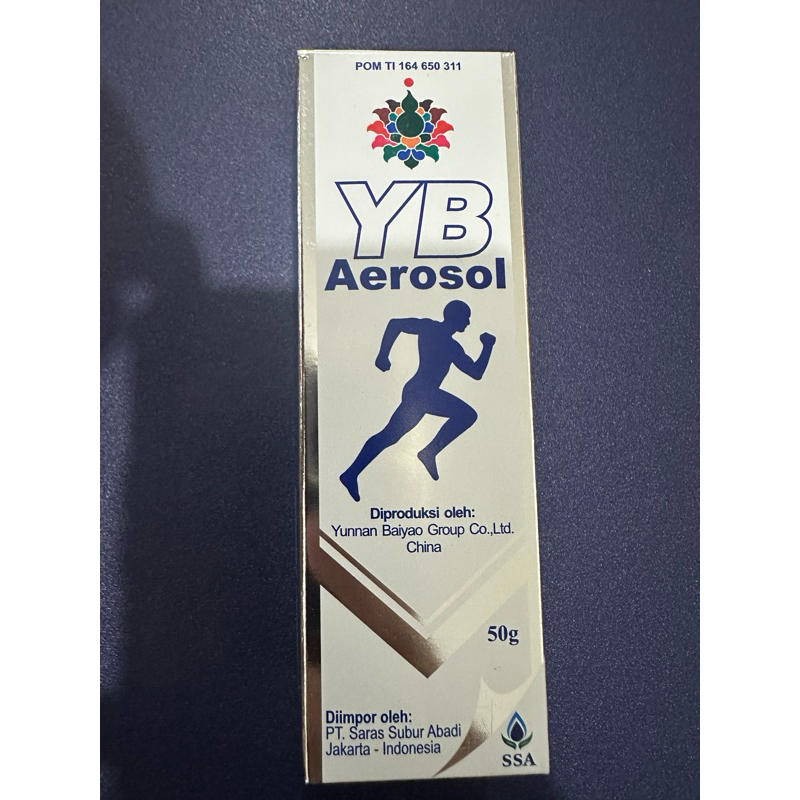 POM TI 164 650 311
YB
Aerosol
Diproduksi oleh:
Yunnan Baiyao Group Co.,Ltd.
China
50g
Diimpor oleh:
PT. Saras Subur Abadi
Jakarta - Indonesia
SSA